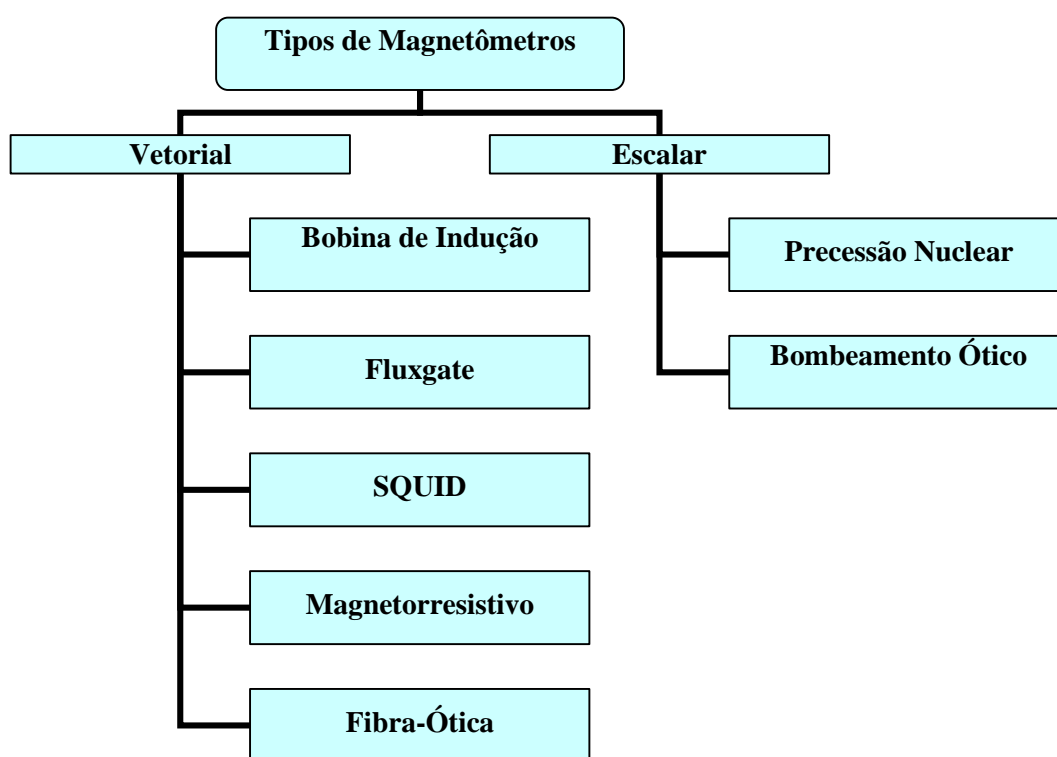 Tipos de Magnetômetros
Vetorial
Escalar
Bobina de Indução
Fluxgate
SQUID
Magnetorresistivo
Fibra-Ótica
Precessão Nuclear
Bombeamento Ótico